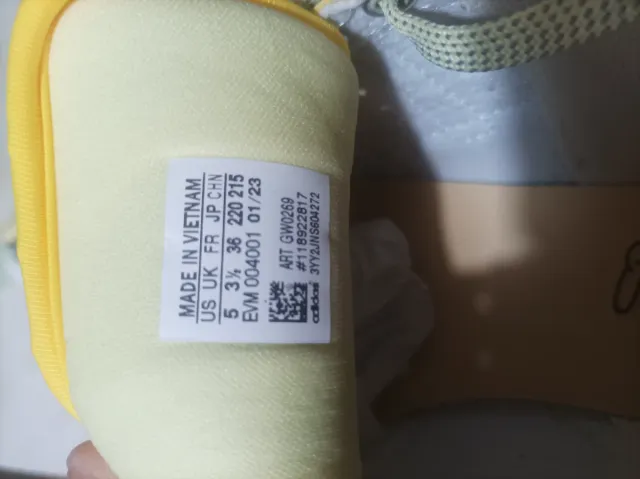 MADE IN VIETNAM
US UK FR JP CHN
5 3½ 36 220 215
EVM 004001 01/23
ART GW0269
#118922817
adidas 3YY2JNS604272